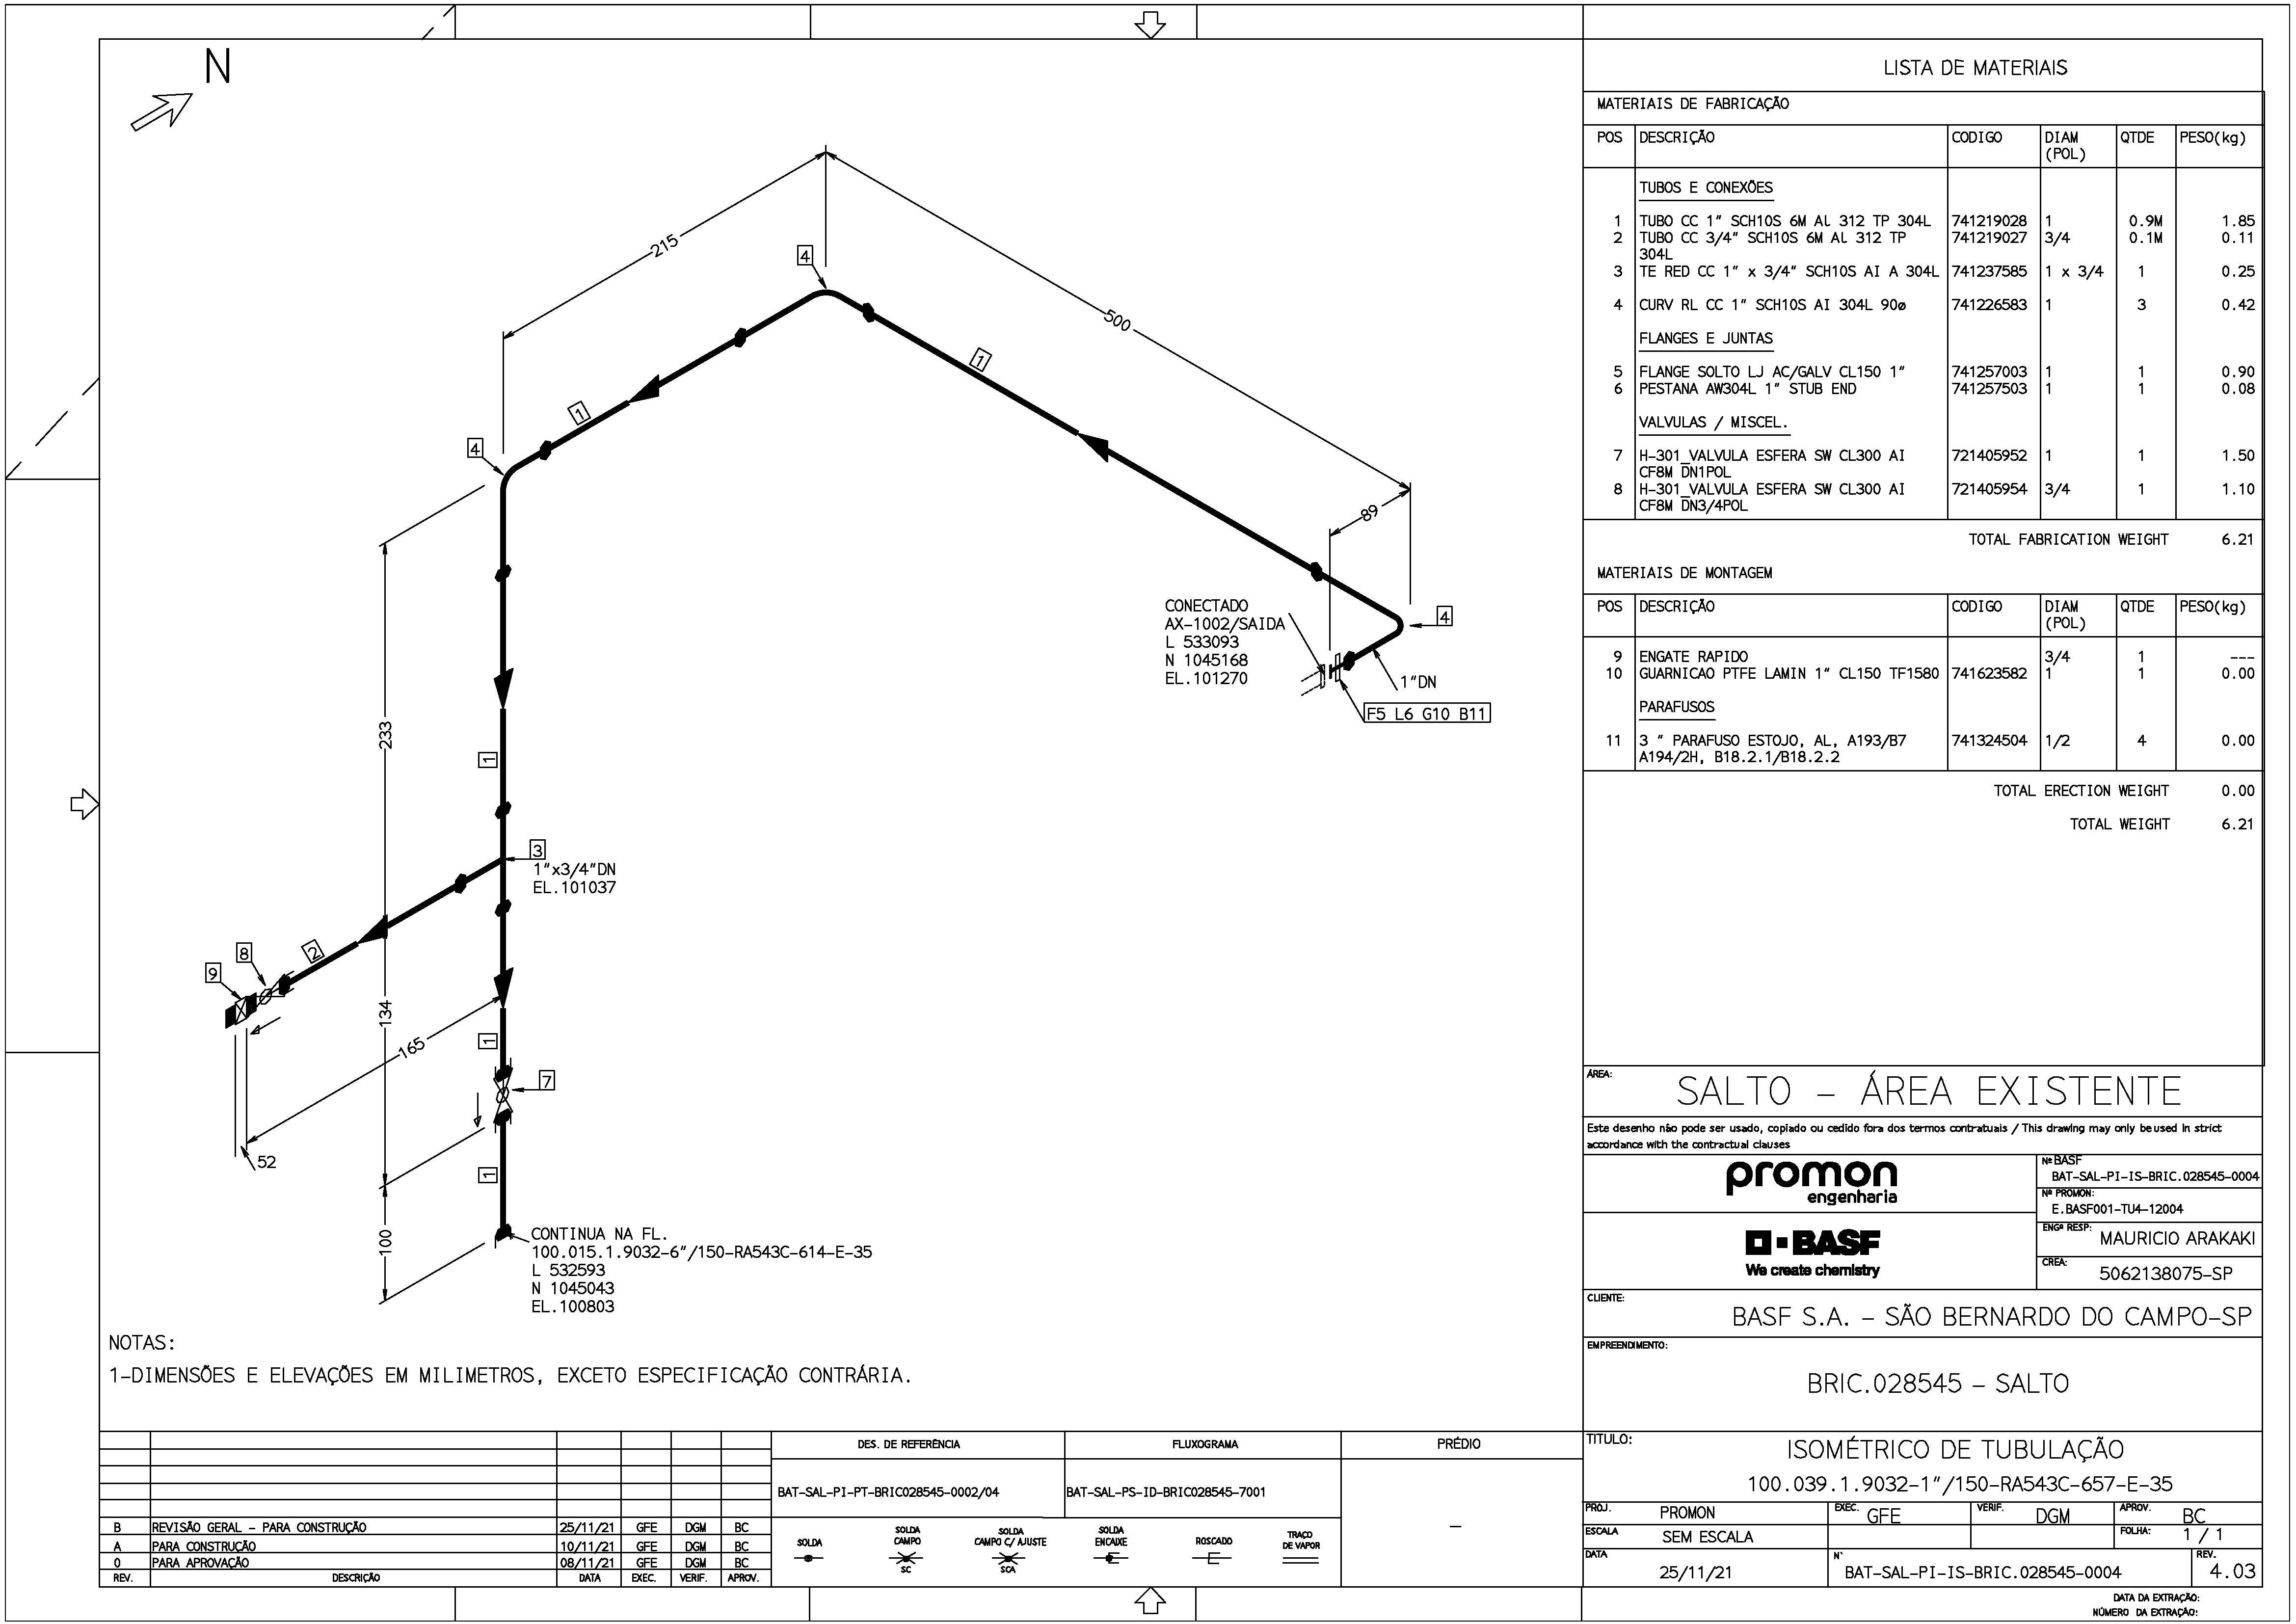 N
215
4
500
1
1
4
89
4
CONECTADO
AX-1002/SAIDA
L 533093
N 1045168
EL.101270
1"DN
F5 L6 G10 B11
233
1
3
1"x3/4"DN
EL.101037
2
8
9
134
165
1
7
52
1
100
CONTINUA NA FL.
100.015.1.9032-6"/150-RA543C-614-E-35
L 532593
N 1045043
EL.100803
NOTAS:
1-DIMENSÕES E ELEVAÇÕES EM MILIMETROS, EXCETO ESPECIFICAÇÃO CONTRÁRIA.
LISTA DE MATERIAIS
MATERIAIS DE FABRICAÇÃO
POS DESCRIÇÃO CODIGO DIAM (POL) QTDE PESO(kg)
TUBOS E CONEXÕES
1 TUBO CC 1" SCH10S 6M AL 312 TP 304L 741219028 1 0.9M 1.85
2 TUBO CC 3/4" SCH10S 6M AL 312 TP 741219027 3/4 0.1M 0.11
304L
3 TE RED CC 1" x 3/4" SCH10S AI A 304L 741237585 1 x 3/4 1 0.25
4 CURV RL CC 1" SCH10S AI 304L 90ø 741226583 1 3 0.42
FLANGES E JUNTAS
5 FLANGE SOLTO LJ AC/GALV CL150 1" 741257003 1 1 0.90
6 PESTANA AW304L 1" STUB END 741257503 1 1 0.08
VALVULAS / MISCEL.
7 H-301_VALVULA ESFERA SW CL300 AI 721405952 1 1 1.50
CF8M DN1POL
8 H-301_VALVULA ESFERA SW CL300 AI 721405954 3/4 1 1.10
CF8M DN3/4POL
TOTAL FABRICATION WEIGHT 6.21
MATERIAIS DE MONTAGEM
POS DESCRIÇÃO CODIGO DIAM (POL) QTDE PESO(kg)
9 ENGATE RAPIDO 3/4 1 ---
10 GUARNICAO PTFE LAMIN 1" CL150 TF1580 741623582 1 1 0.00
PARAFUSOS
11 3 " PARAFUSO ESTOJO, AL, A193/B7 741324504 1/2 4 0.00
A194/2H, B18.2.1/B18.2.2
TOTAL ERECTION WEIGHT 0.00
TOTAL WEIGHT 6.21
ÁREA:
SALTO - ÁREA EXISTENTE
Este desenho não pode ser usado, copiado ou cedido fora dos termos contratuais / This drawing may only be used in strict
accordance with the contractual clauses
promon
engenharia
Nº BASF
BAT-SAL-PI-IS-BRIC.028545-0004
Nº PROMON:
E.BASF001-TU4-12004
BASF
We create chemistry
ENGº RESP:
MAURICIO ARAKAKI
CREA:
5062138075-SP
CLIENTE:
BASF S.A. - SÃO BERNARDO DO CAMPO-SP
EMPREENDIMENTO:
BRIC.028545 - SALTO
TITULO:
ISOMÉTRICO DE TUBULAÇÃO
100.039.1.9032-1"/150-RA543C-657-E-35
PROJ. PROMON EXEC. GFE VERIF. DGM APROV. BC
ESCALA SEM ESCALA FOLHA: 1 / 1
DATA 25/11/21 N° BAT-SAL-PI-IS-BRIC.028545-0004 REV. 4.03
DATA DA EXTRAÇÃO:
NÚMERO DA EXTRAÇÃO:
B REVISÃO GERAL - PARA CONSTRUÇÃO 25/11/21 GFE DGM BC
A PARA CONSTRUÇÃO 10/11/21 GFE DGM BC
0 PARA APROVAÇÃO 08/11/21 GFE DGM BC
REV. DESCRIÇÃO DATA EXEC. VERIF. APROV.
DES. DE REFERÊNCIA FLUXOGRAMA PRÉDIO
BAT-SAL-PI-PT-BRIC028545-0002/04 BAT-SAL-PS-ID-BRIC028545-7001 -
SOLDA
SOLDA CAMPO
SC
SOLDA CAMPO C/ AJUSTE
SCA
SOLDA ENCAIXE
ROSCADO
TRAÇO DE VAPOR